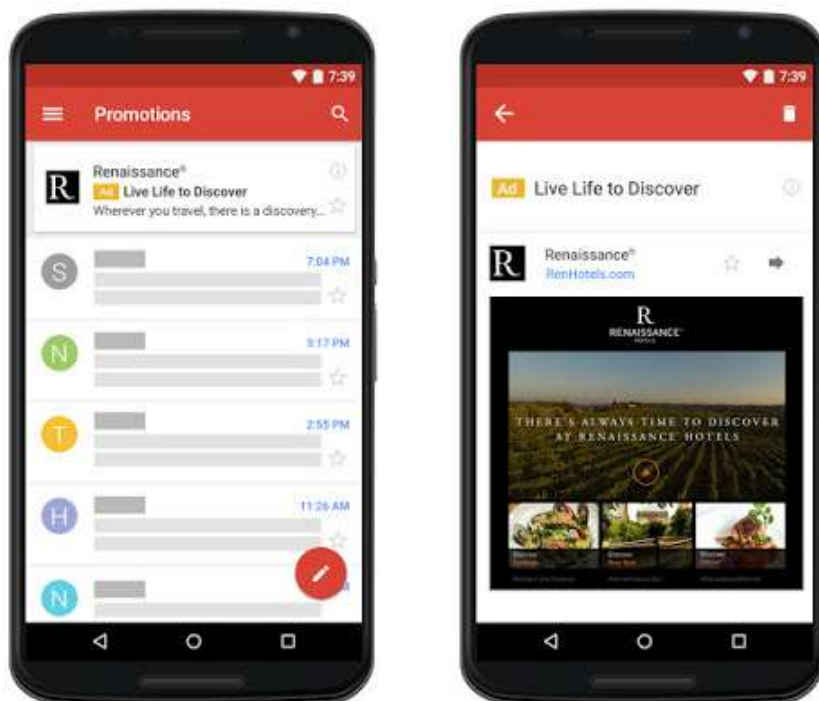 7:39
Promotions
R
Renaissance®
Ad Live Life to Discover
Wherever you travel, there is a discovery...
S
7:04 PM
N
3:17 PM
T
2:55 PM
H
11:26 AM
N
7:39
Ad Live Life to Discover
R
Renaissance®
RenHotels.com
R
RENAISSANCE
HOTELS
THERE'S ALWAYS TIME TO DISCOVER
AT RENAISSANCE HOTELS